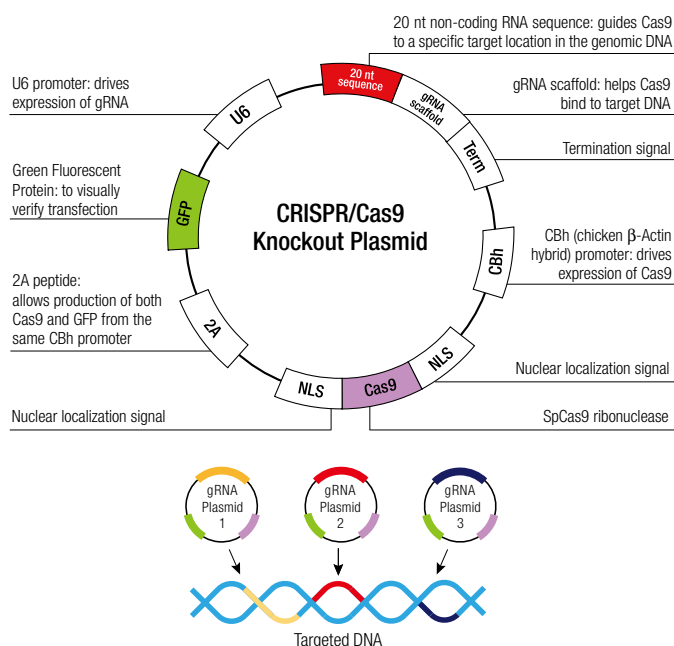 20 nt non-coding RNA sequence: guides Cas9
to a specific target location in the genomic DNA
U6 promoter: drives
expression of gRNA
gRNA scaffold: helps Cas9
bind to target DNA
Termination signal
Green Fluorescent
Protein: to visually
verify transfection
CBh (chicken β-Actin
hybrid) promoter: drives
expression of Cas9
2A peptide:
allows production of both
Cas9 and GFP from the
same CBh promoter
Nuclear localization signal
Nuclear localization signal
SpCas9 ribonuclease
20 nt
sequence
gRNA
scaffold
Term
CBh
NLS
Cas9
NLS
2A
GFP
U6
CRISPR/Cas9
Knockout Plasmid
gRNA
Plasmid
1
gRNA
Plasmid
2
gRNA
Plasmid
3
Targeted DNA